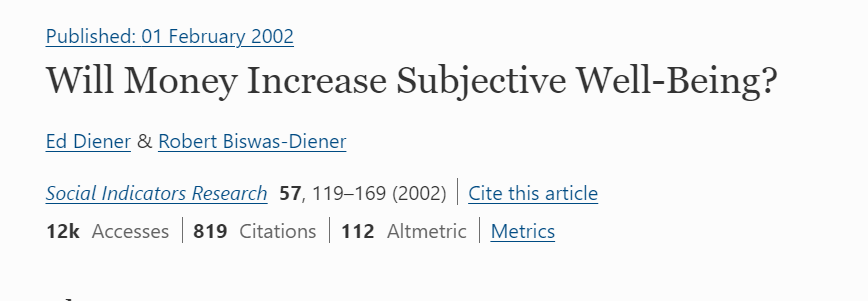 Published: 01 February 2002
Will Money Increase Subjective Well-Being?
Ed Diener & Robert Biswas-Diener
Social Indicators Research 57, 119–169 (2002) | Cite this article
12k Accesses | 819 Citations | 112 Altmetric | Metrics